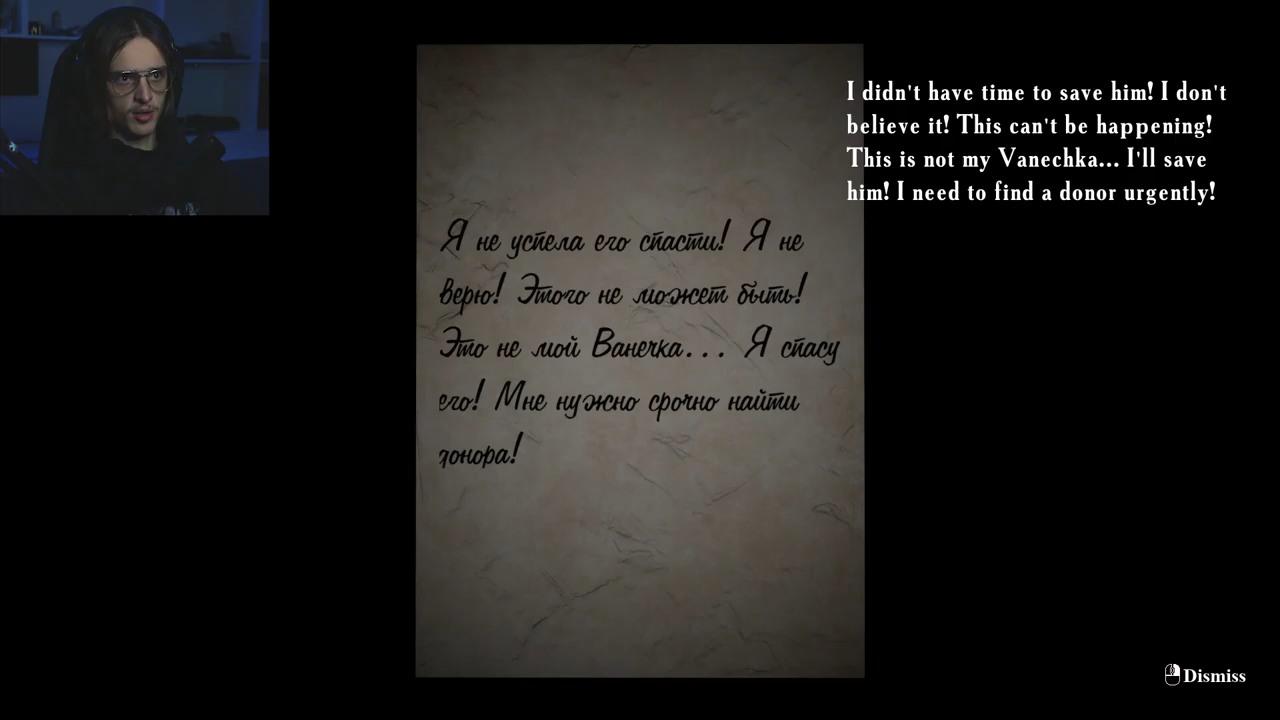 I didn't have time to save him! I don't
believe it! This can't be happening!
This is not my Vanechka... I'll save
him! I need to find a donor urgently!
Я не успела его спасти! Я не
верю! Этого не может быть!
Это не мой Ванечка... Я спасу
его! Мне нужно срочно найти
донора!
Dismiss